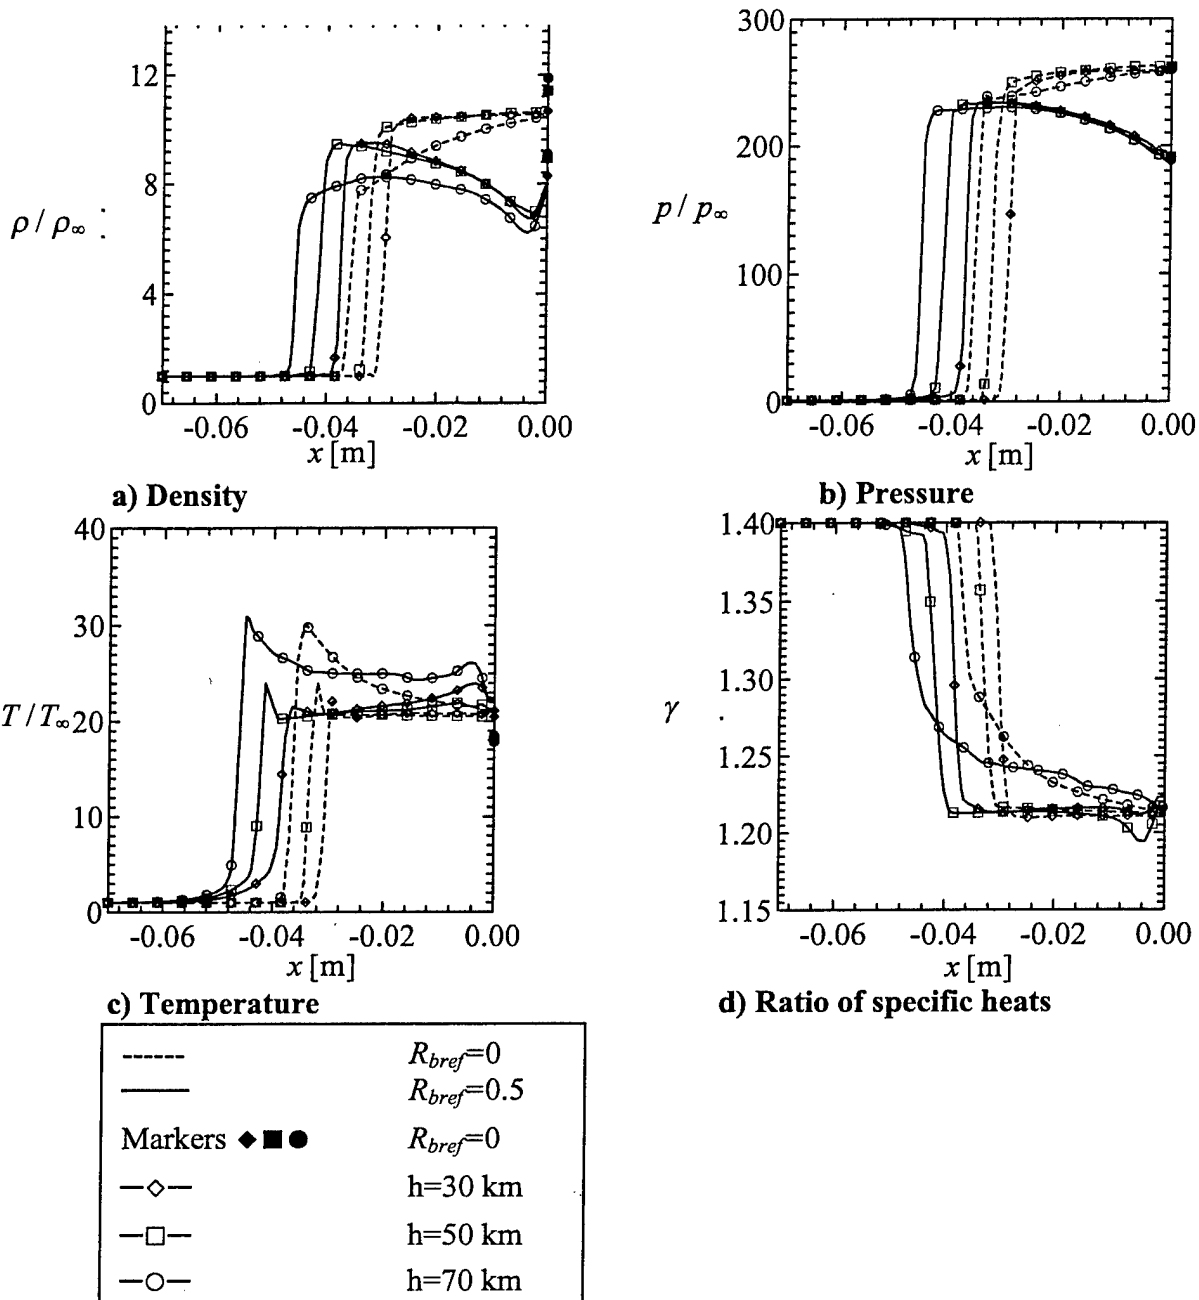 12
8
4
0
ρ / ρ∞
-0.06 -0.04 -0.02 0.00
x [m]
a) Density
300
200
100
0
p / p∞
-0.06 -0.04 -0.02 0.00
x [m]
b) Pressure
40
30
20
10
0
T / T∞
-0.06 -0.04 -0.02 0.00
x [m]
c) Temperature
1.40
1.35
1.30
1.25
1.20
1.15
γ
-0.06 -0.04 -0.02 0.00
x [m]
d) Ratio of specific heats
R_bref=0
R_bref=0.5
Markers ◆ ■ ● R_bref=0
h=30 km
h=50 km
h=70 km